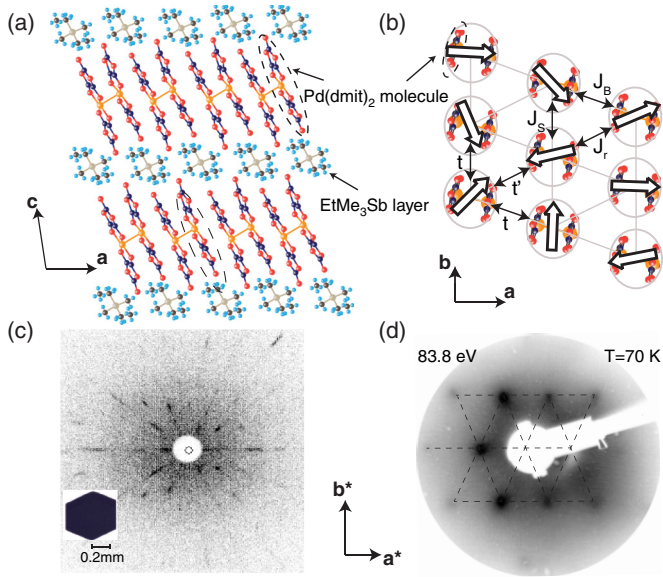 (a)
(b)
Pd(dmit)₂ molecule
J_B
J_S
J_r
t
t'
t
EtMe₃Sb layer
c
a
b
a
(c)
(d)
83.8 eV
T=70 K
b*
a*
0.2mm